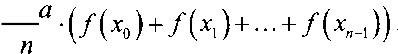 —a/n · (f(x₀) + f(x₁) + … + f(xₙ₋₁)).